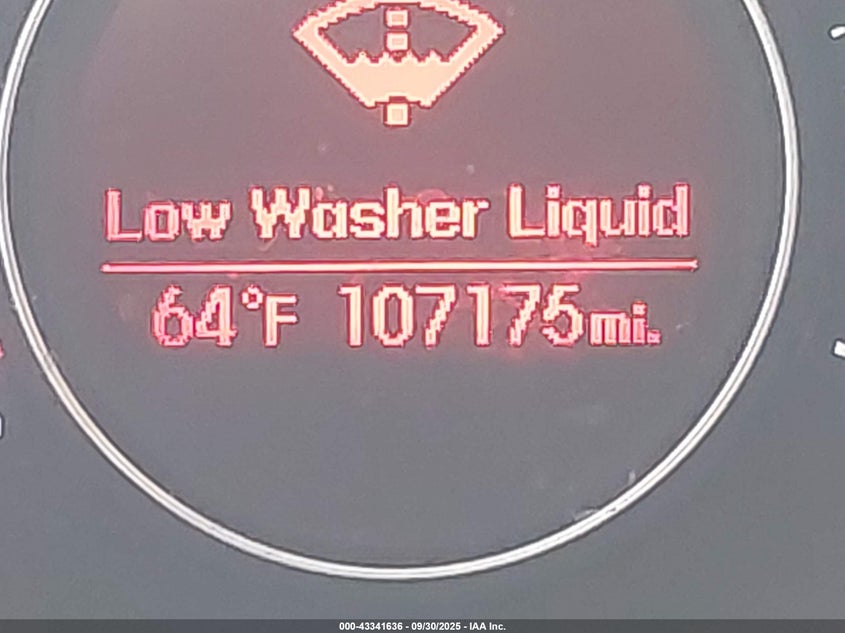 Low Washer Liquid
64°F 107175mi.
000-43341636 - 09/30/2025 - IAA Inc.